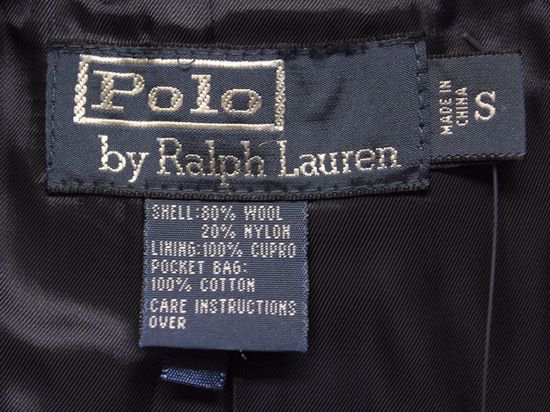 Polo
by Ralph Lauren
MADE IN
CHINA
S
SHELL:80% WOOL
20% NYLON
LINING:100% CUPRO
POCKET BAG:
100% COTTON
CARE INSTRUCTIONS
OVER